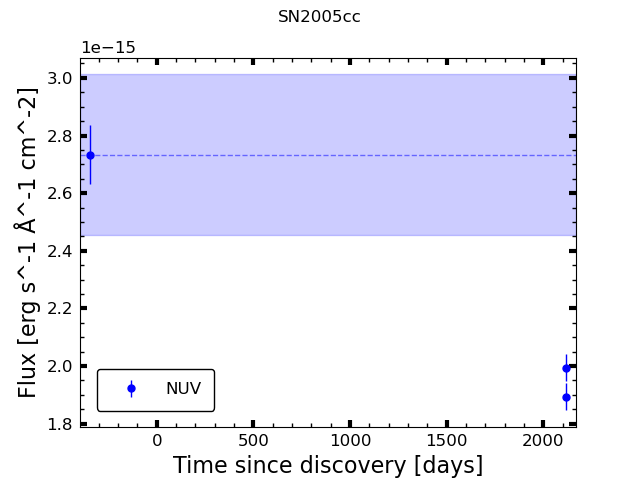 SN2005cc
1e−15
3.0
2.8
2.6
2.4
2.2
2.0
1.8
Flux [erg s^-1 Å^-1 cm^-2]
NUV
0
500
1000
1500
2000
Time since discovery [days]